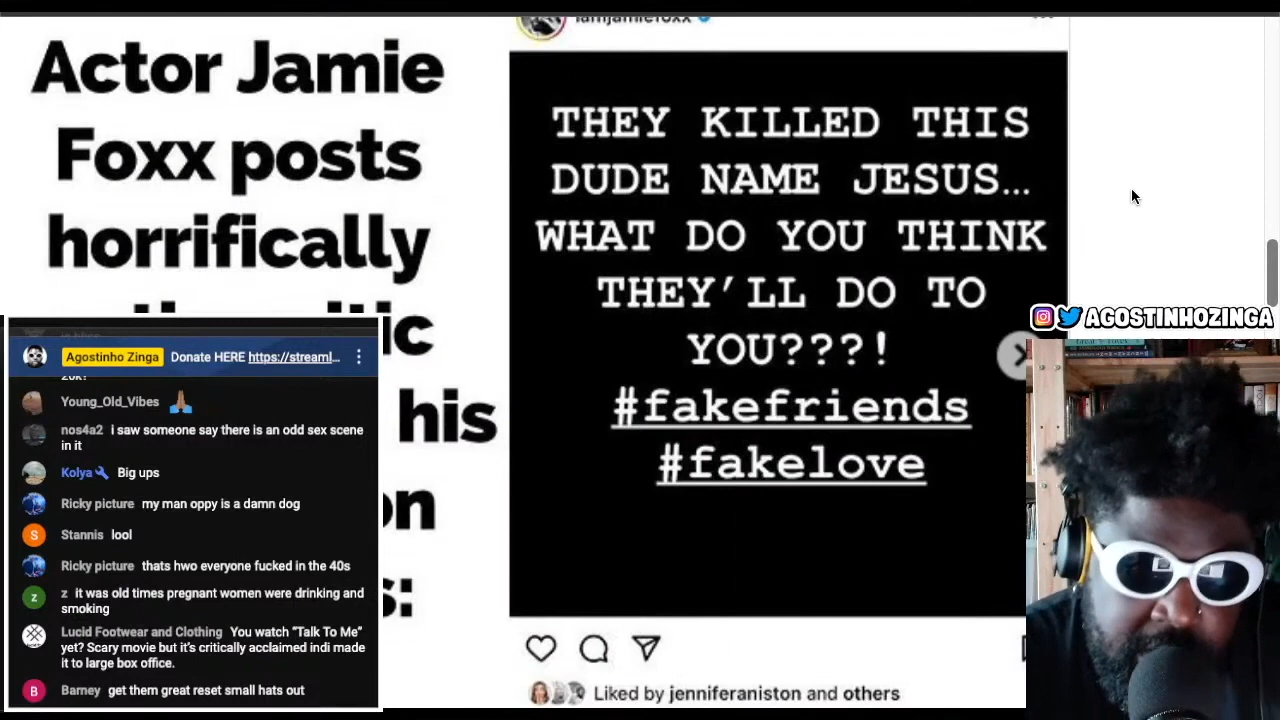 Actor Jamie
Foxx posts
horrifically
his
iamjamiefoxx
THEY KILLED THIS
DUDE NAME JESUS…
WHAT DO YOU THINK
THEY’LL DO TO
YOU???!
#fakefriends
#fakelove
Liked by jenniferaniston and others
AGOSTINHOZINGA
Agostinho Zinga Donate HERE https://streaml...
Young_Old_Vibes
nos4a2 i saw someone say there is an odd sex scene
in it
Kolya Big ups
Ricky picture my man oppy is a damn dog
S
Stannis lool
Ricky picture thats hwo everyone fucked in the 40s
z
z it was old times pregnant women were drinking and
smoking
Lucid Footwear and Clothing You watch “Talk To Me”
yet? Scary movie but it’s critically acclaimed indi made
it to large box office.
B
Barney get them great reset small hats out